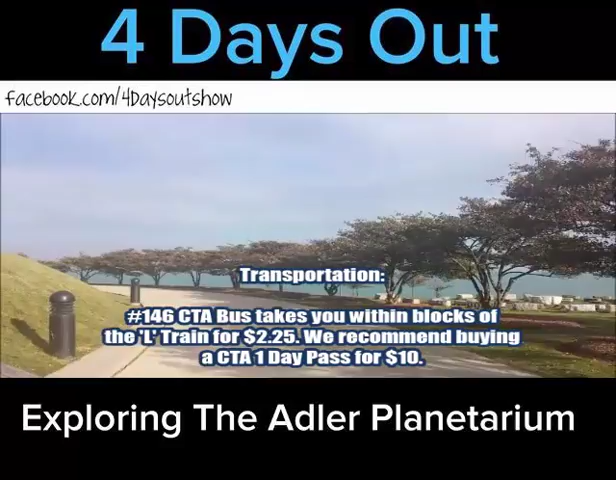 4 Days Out
facebook.com/4Daysoutshow
Transportation:
#146 CTA Bus takes you within blocks of
the 'L' Train for $2.25. We recommend buying
a CTA 1 Day Pass for $10.
Exploring The Adler Planetarium